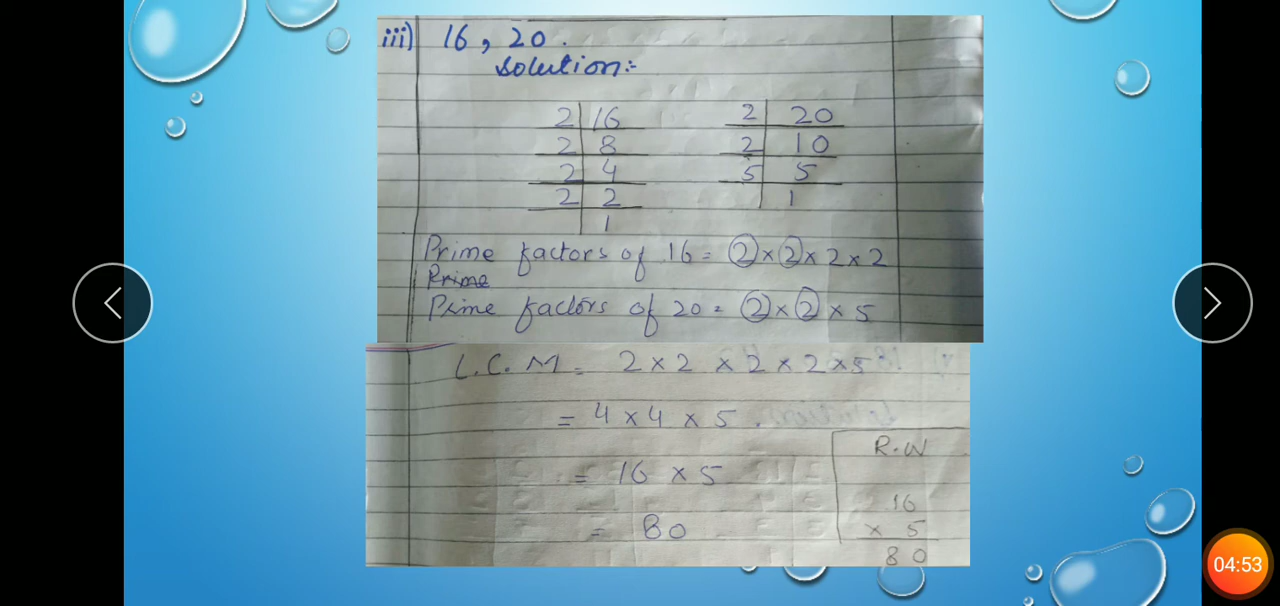 iii) 16, 20.
Solution:-
2 | 16
2 | 8
2 | 4
2 | 2
1
2 | 20
2 | 10
5 | 5
1
Prime factors of 16 = 2 × 2 × 2 × 2
Prime
Prime factors of 20 = 2 × 2 × 5
L.C.M = 2 × 2 × 2 × 2 × 5
= 4 × 4 × 5.
= 16 × 5
= 80
R.W
16
× 5
80
04:53